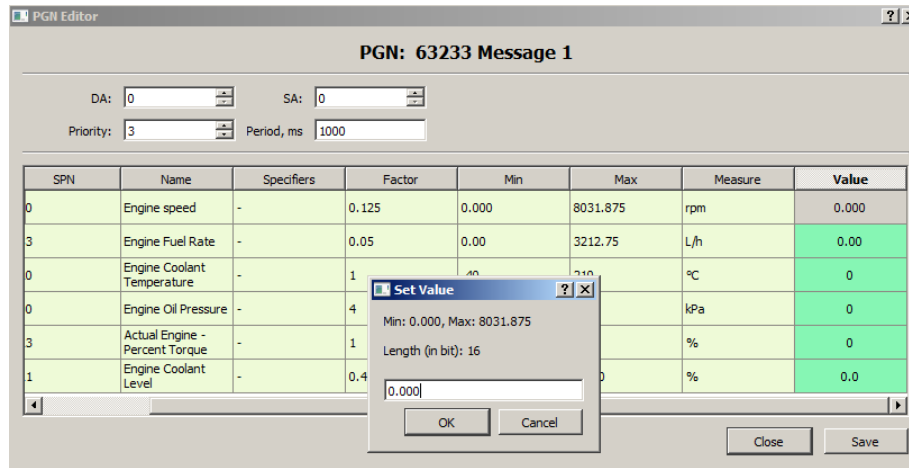 PGN Editor
PGN: 63233 Message 1
DA: 0 SA: 0
Priority: 3 Period, ms 1000
SPN Name Specifiers Factor Min Max Measure Value
0 Engine speed - 0.125 0.000 8031.875 rpm 0.000
3 Engine Fuel Rate - 0.05 0.00 3212.75 L/h 0.00
0 Engine Coolant Temperature - 1 -40 210 °C 0
0 Engine Oil Pressure - 4 kPa 0
3 Actual Engine - Percent Torque - 1 % 0
1 Engine Coolant Level - 0.4 % 0.0
Set Value
Min: 0.000, Max: 8031.875
Length (in bit): 16
0.000
OK Cancel
Close Save